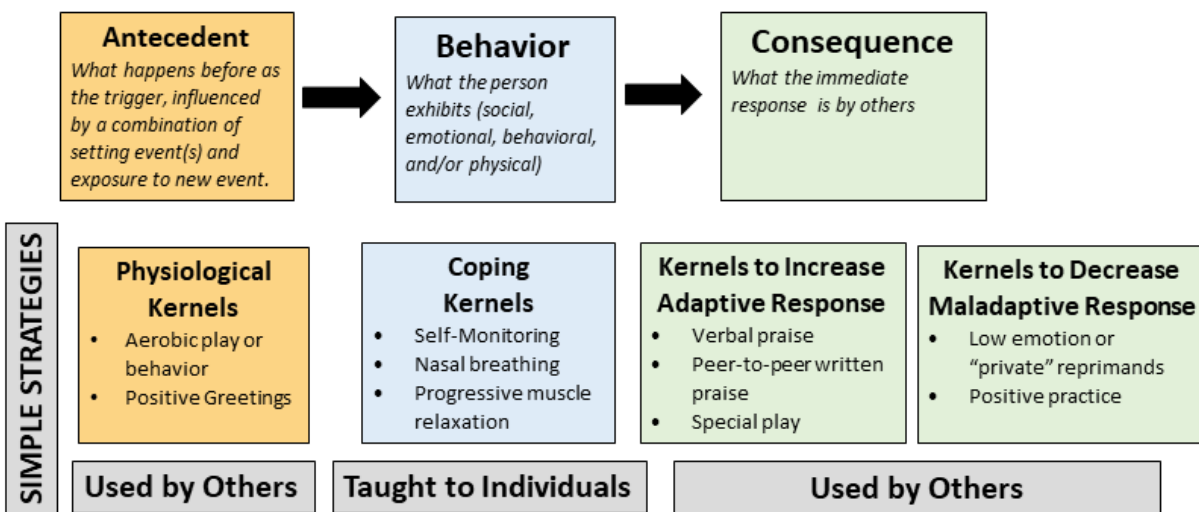 Antecedent
What happens before as
the trigger, influenced
by a combination of
setting event(s) and
exposure to new event.
Behavior
What the person
exhibits (social,
emotional, behavioral,
and/or physical)
Consequence
What the immediate
response is by others
SIMPLE STRATEGIES
Physiological
Kernels
• Aerobic play or
behavior
• Positive Greetings
Coping
Kernels
• Self-Monitoring
• Nasal breathing
• Progressive muscle
relaxation
Kernels to Increase
Adaptive Response
• Verbal praise
• Peer-to-peer written
praise
• Special play
Kernels to Decrease
Maladaptive Response
• Low emotion or
“private” reprimands
• Positive practice
Used by Others
Taught to Individuals
Used by Others